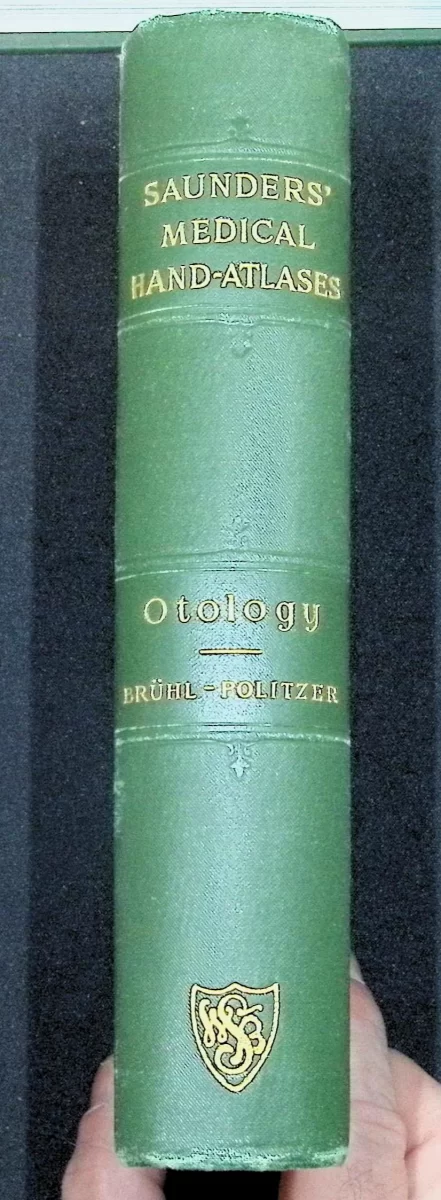 SAUNDERS'
MEDICAL
HAND-ATLASES
Otology
BRÜHL-POLITZER